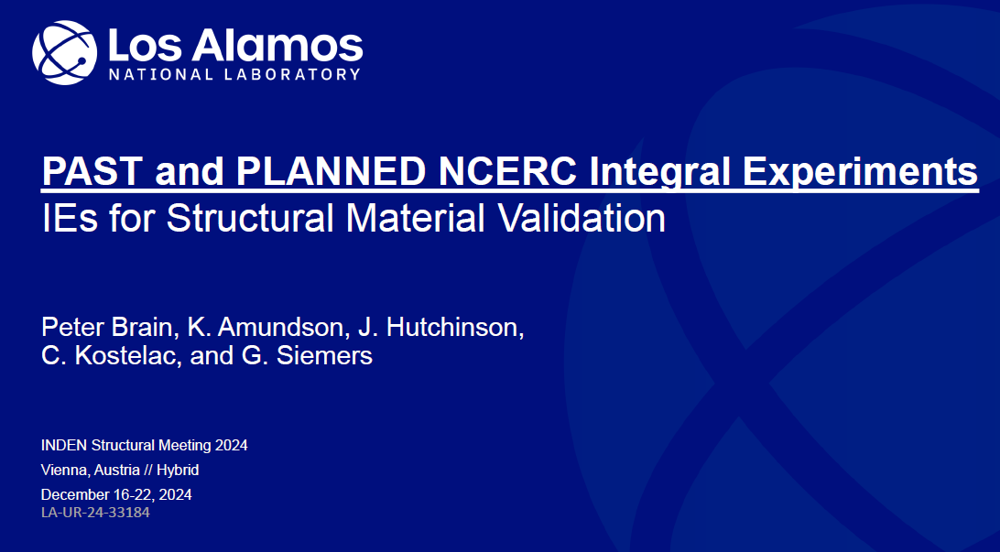 Los Alamos
NATIONAL LABORATORY
PAST and PLANNED NCERC Integral Experiments
IEs for Structural Material Validation
Peter Brain, K. Amundson, J. Hutchinson,
C. Kostelac, and G. Siemers
INDEN Structural Meeting 2024
Vienna, Austria // Hybrid
December 16-22, 2024
LA-UR-24-33184